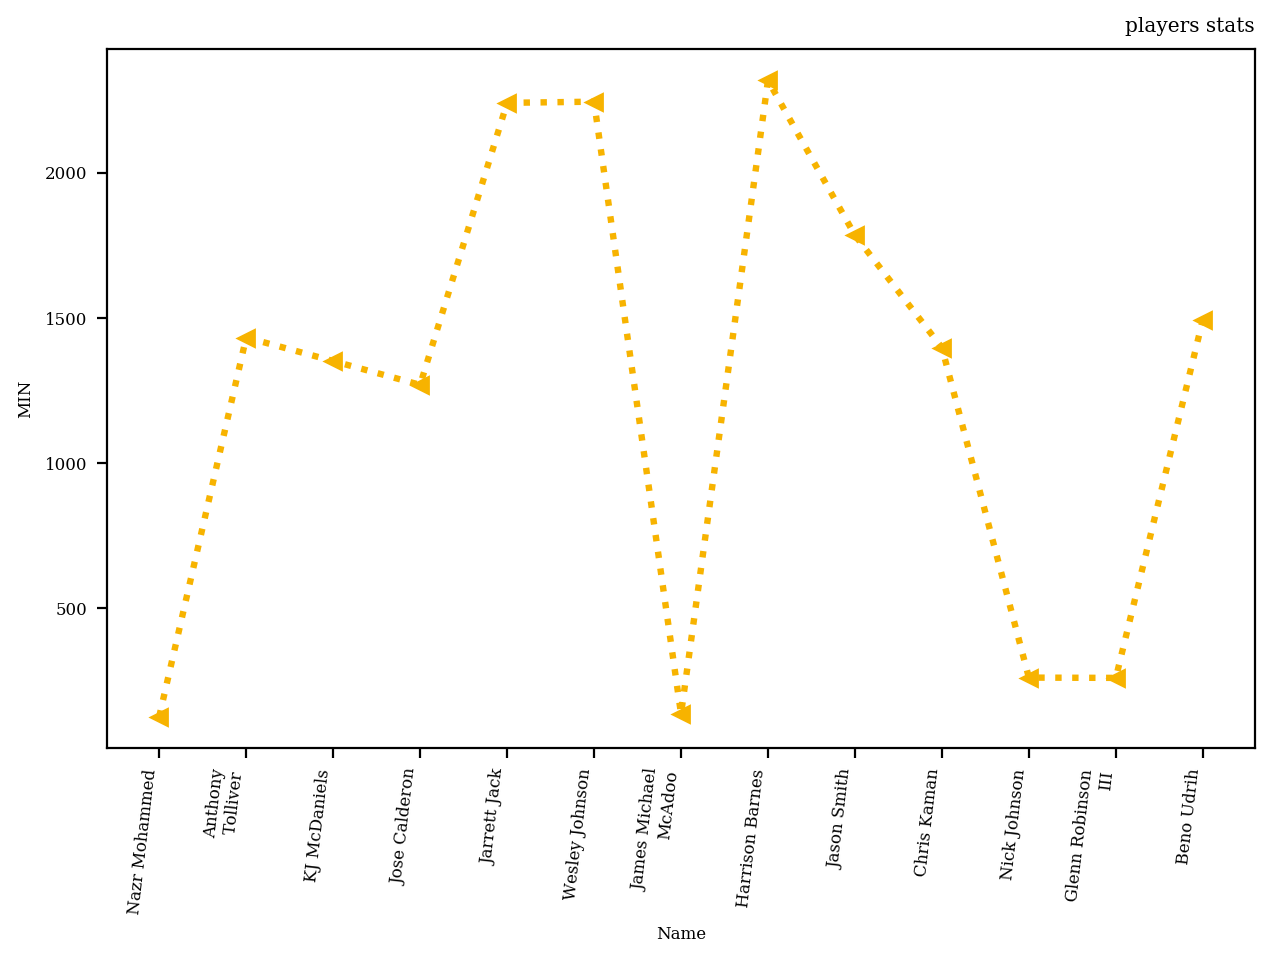 players stats
MIN
2000
1500
1000
500
Nazr Mohammed
Anthony
Tolliver
KJ McDaniels
Jose Calderon
Jarrett Jack
Wesley Johnson
James Michael
McAdoo
Harrison Barnes
Jason Smith
Chris Kaman
Nick Johnson
Glenn Robinson
III
Beno Udrih
Name